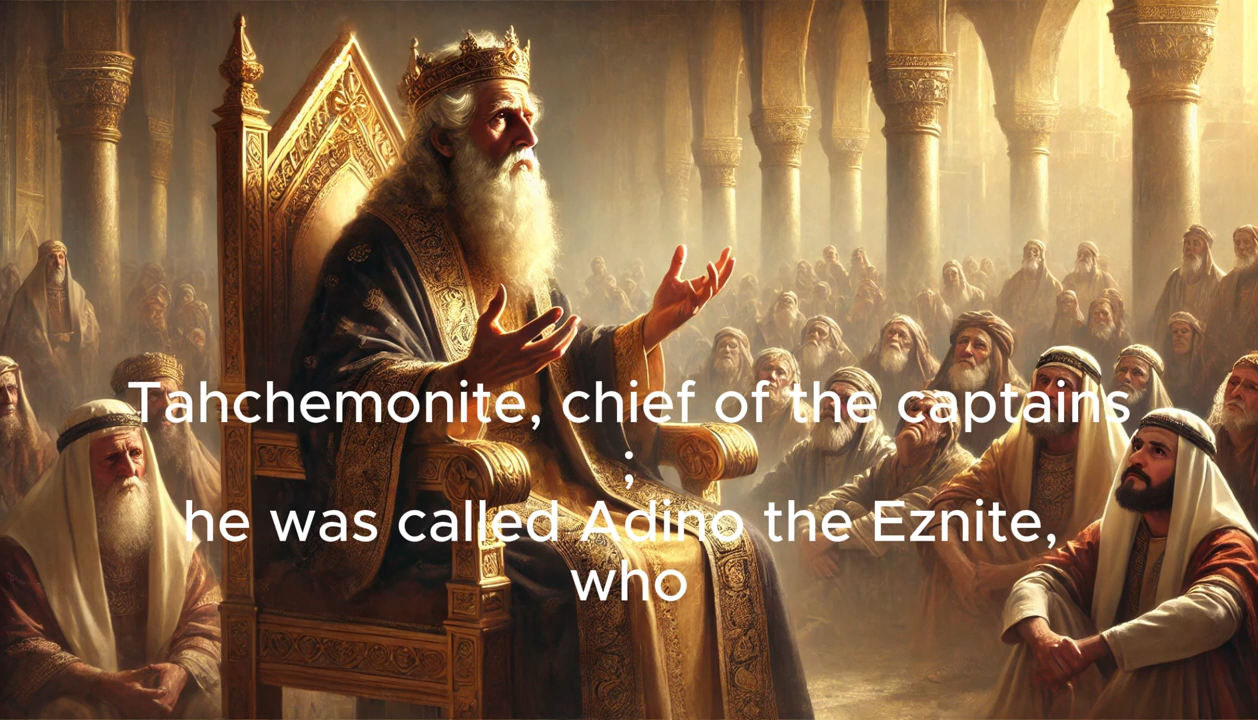 Tahchemonite, chief of the captains
;
he was called Adino the Eznite,
who